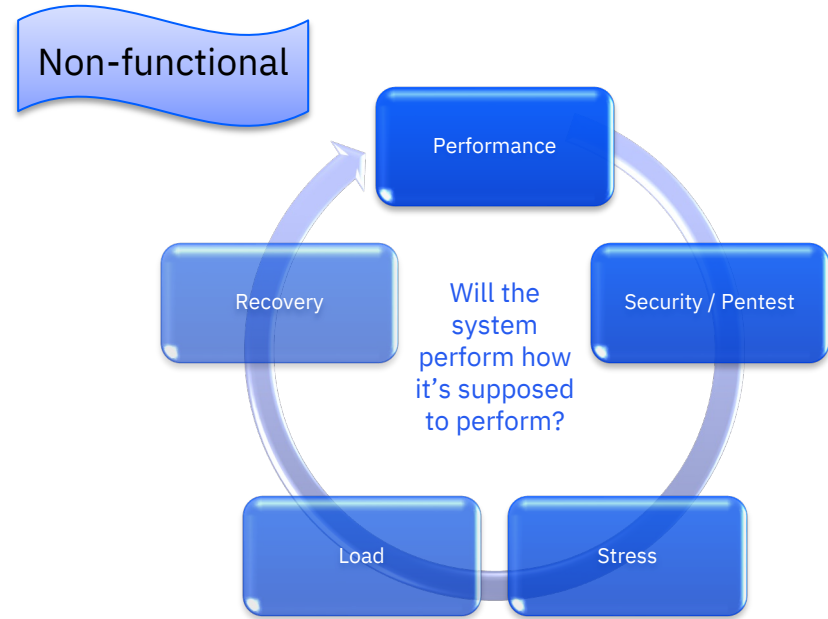 Non-functional
Performance
Security / Pentest
Stress
Load
Recovery
Will the
system
perform how
it’s supposed
to perform?